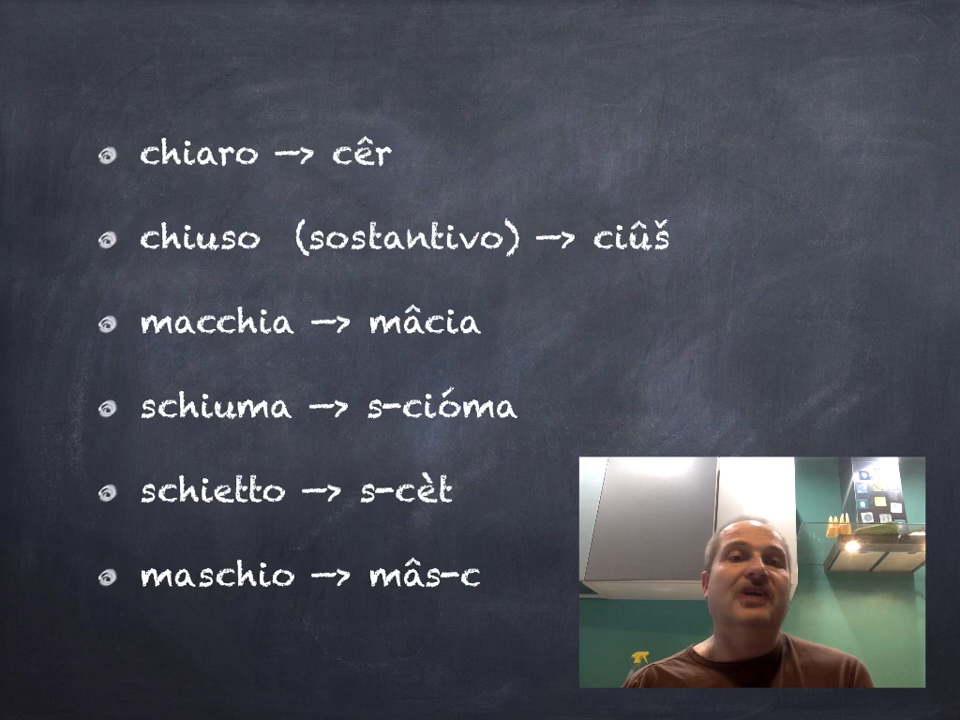 chiaro —> cêr
chiuso (sostantivo) —> ciûš
macchia —> mâcia
schiuma —> s-cióma
schietto —> s-cèt
maschio —> mâs-c